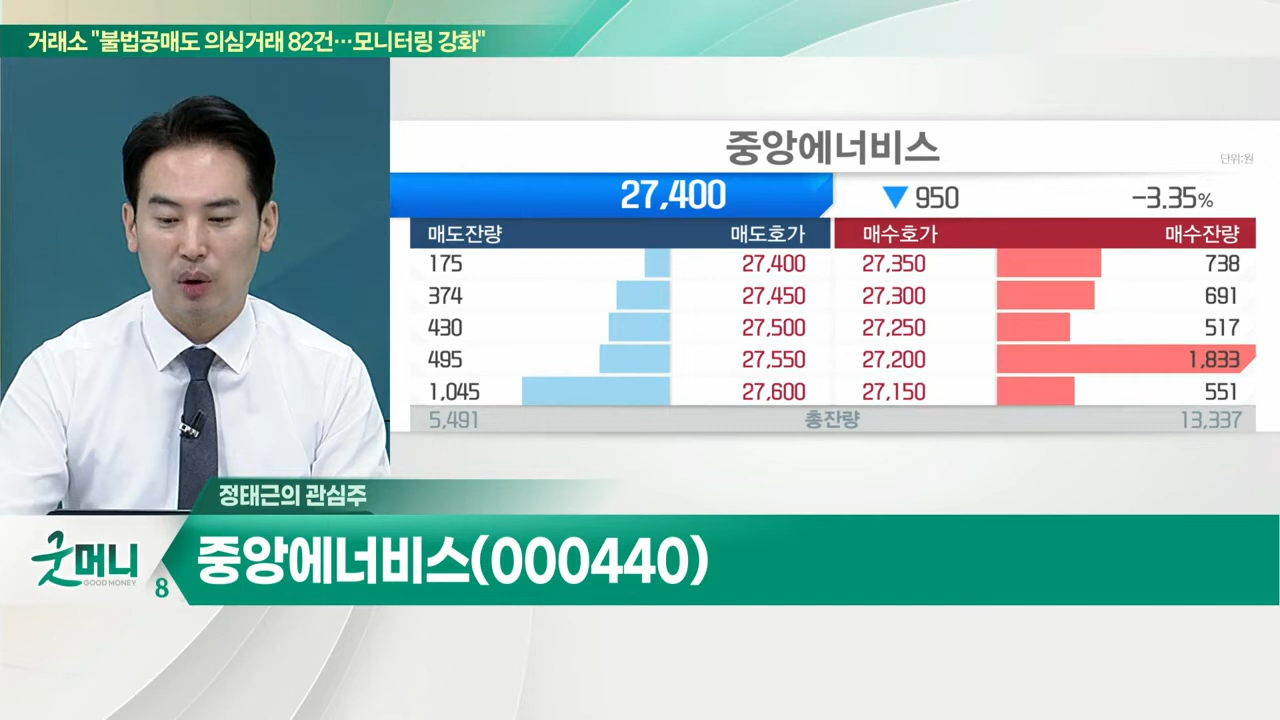 거래소 "불법공매도 의심거래 82건…모니터링 강화"
중앙에너비스
단위:원
27,400 ▼ 950 -3.35%
매도잔량 매도호가 매수호가 매수잔량
175 27,400 27,350 738
374 27,450 27,300 691
430 27,500 27,250 517
495 27,550 27,200 1,833
1,045 27,600 27,150 551
5,491 총잔량 13,337
정태근의 관심주
굿머니
GOOD MONEY
8
중앙에너비스(000440)